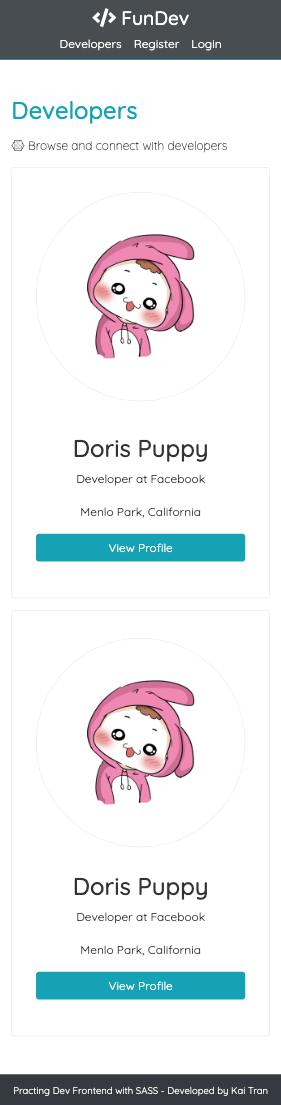 </> FunDev
Developers Register Login
Developers
Browse and connect with developers
Doris Puppy
Developer at Facebook
Menlo Park, California
View Profile
Doris Puppy
Developer at Facebook
Menlo Park, California
View Profile
Practing Dev Frontend with SASS - Developed by Kai Tran